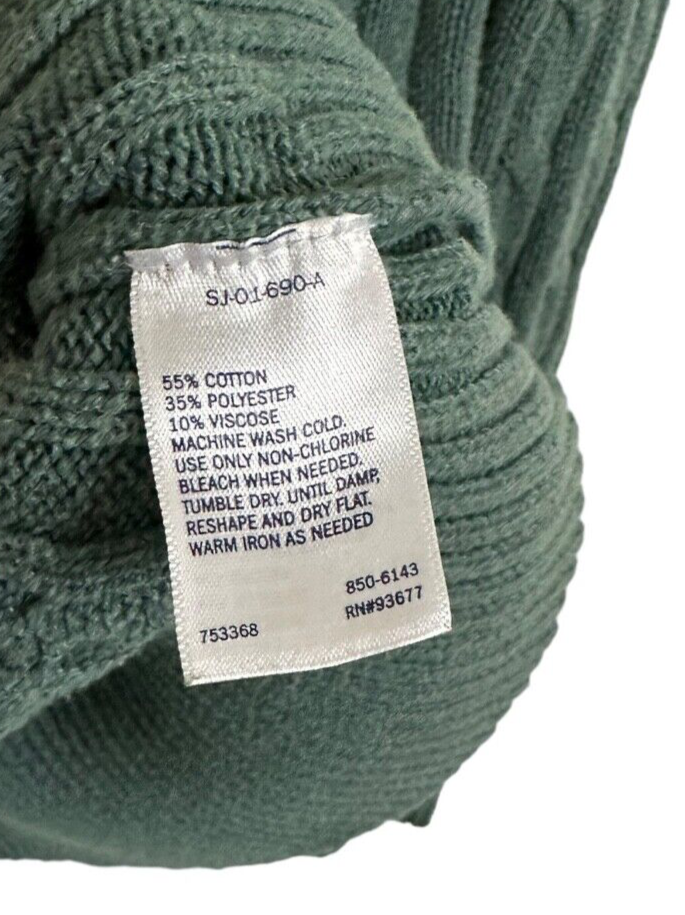 SJ-01-690-A
55% COTTON
35% POLYESTER
10% VISCOSE
MACHINE WASH COLD.
USE ONLY NON-CHLORINE
BLEACH WHEN NEEDED.
TUMBLE DRY. UNTIL DAMP,
RESHAPE AND DRY FLAT.
WARM IRON AS NEEDED
850-6143
RN#93677
753368